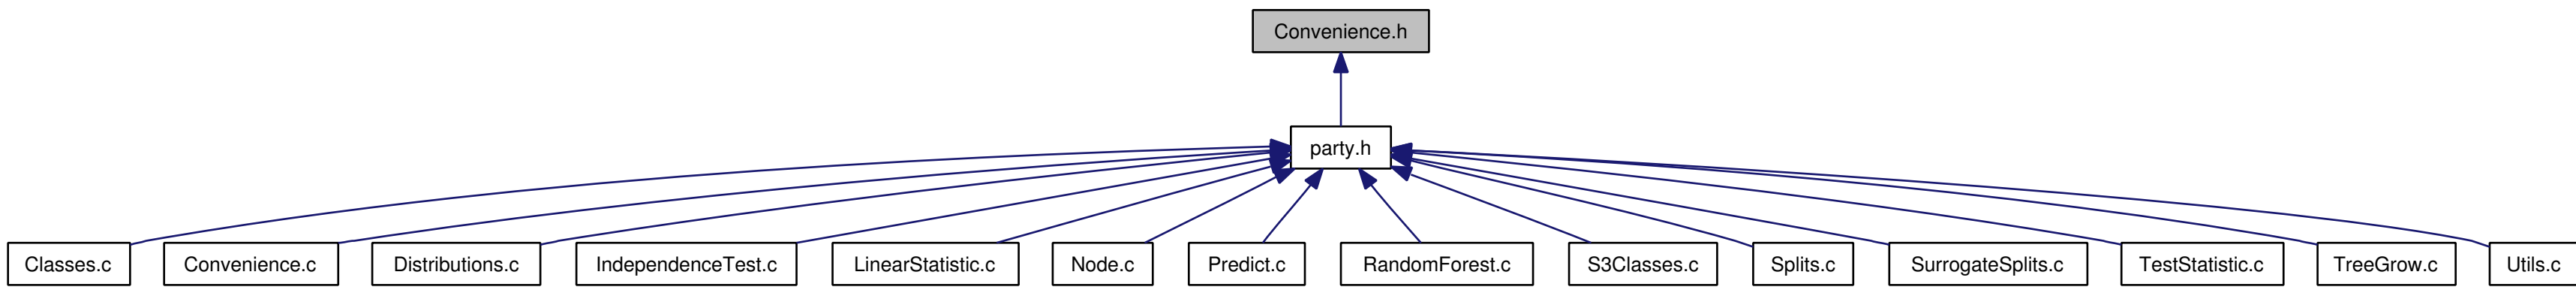 Convenience.h
party.h
Classes.c
Convenience.c
Distributions.c
IndependenceTest.c
LinearStatistic.c
Node.c
Predict.c
RandomForest.c
S3Classes.c
Splits.c
SurrogateSplits.c
TestStatistic.c
TreeGrow.c
Utils.c